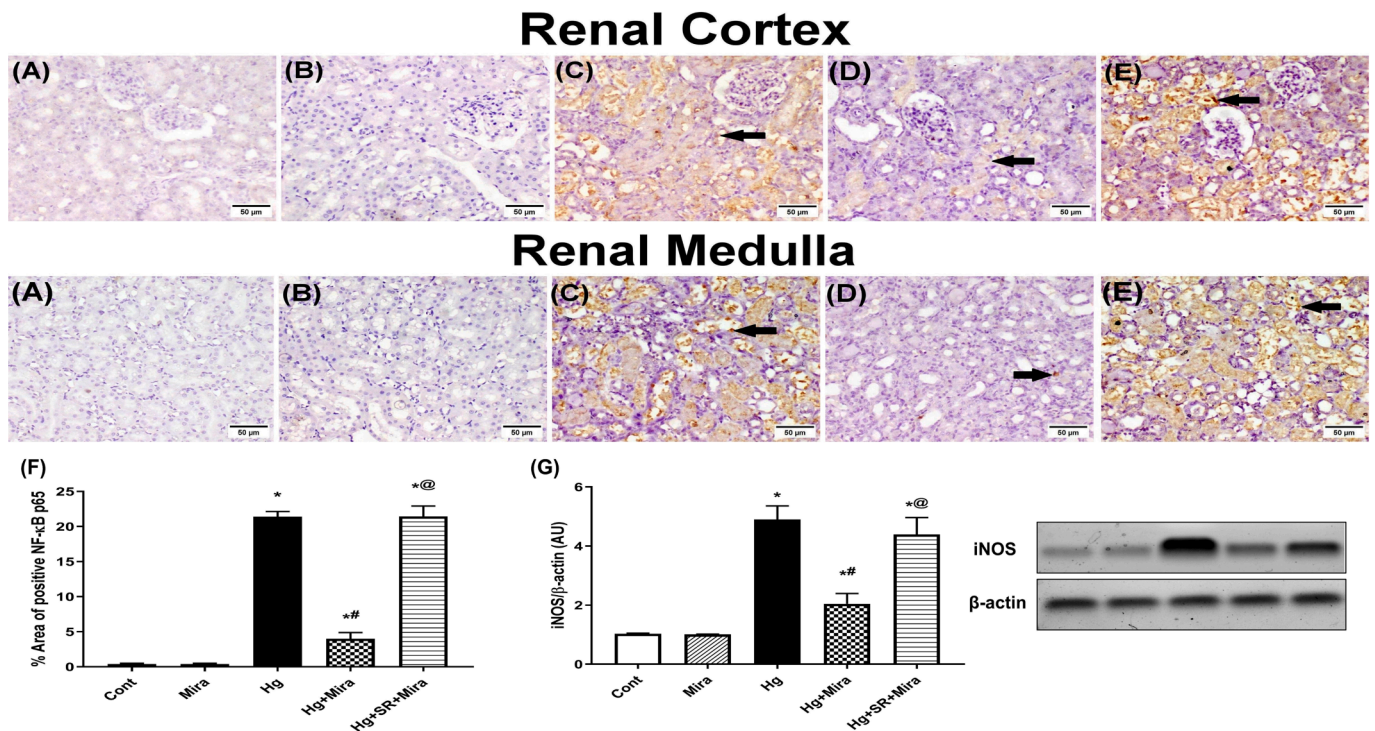 Renal Cortex
(A) (B) (C) (D) (E)
50 µm 50 µm 50 µm 50 µm 50 µm
Renal Medulla
(A) (B) (C) (D) (E)
50 µm 50 µm 50 µm 50 µm 50 µm
(F)
% Area of positive NF-κB p65
25
20
15
10
5
0
*
*#
*@
Cont Mira Hg Hg+Mira Hg+SR+Mira
(G)
iNOS/β-actin (AU)
6
4
2
0
*
*#
*@
Cont Mira Hg Hg+Mira Hg+SR+Mira
iNOS
β-actin